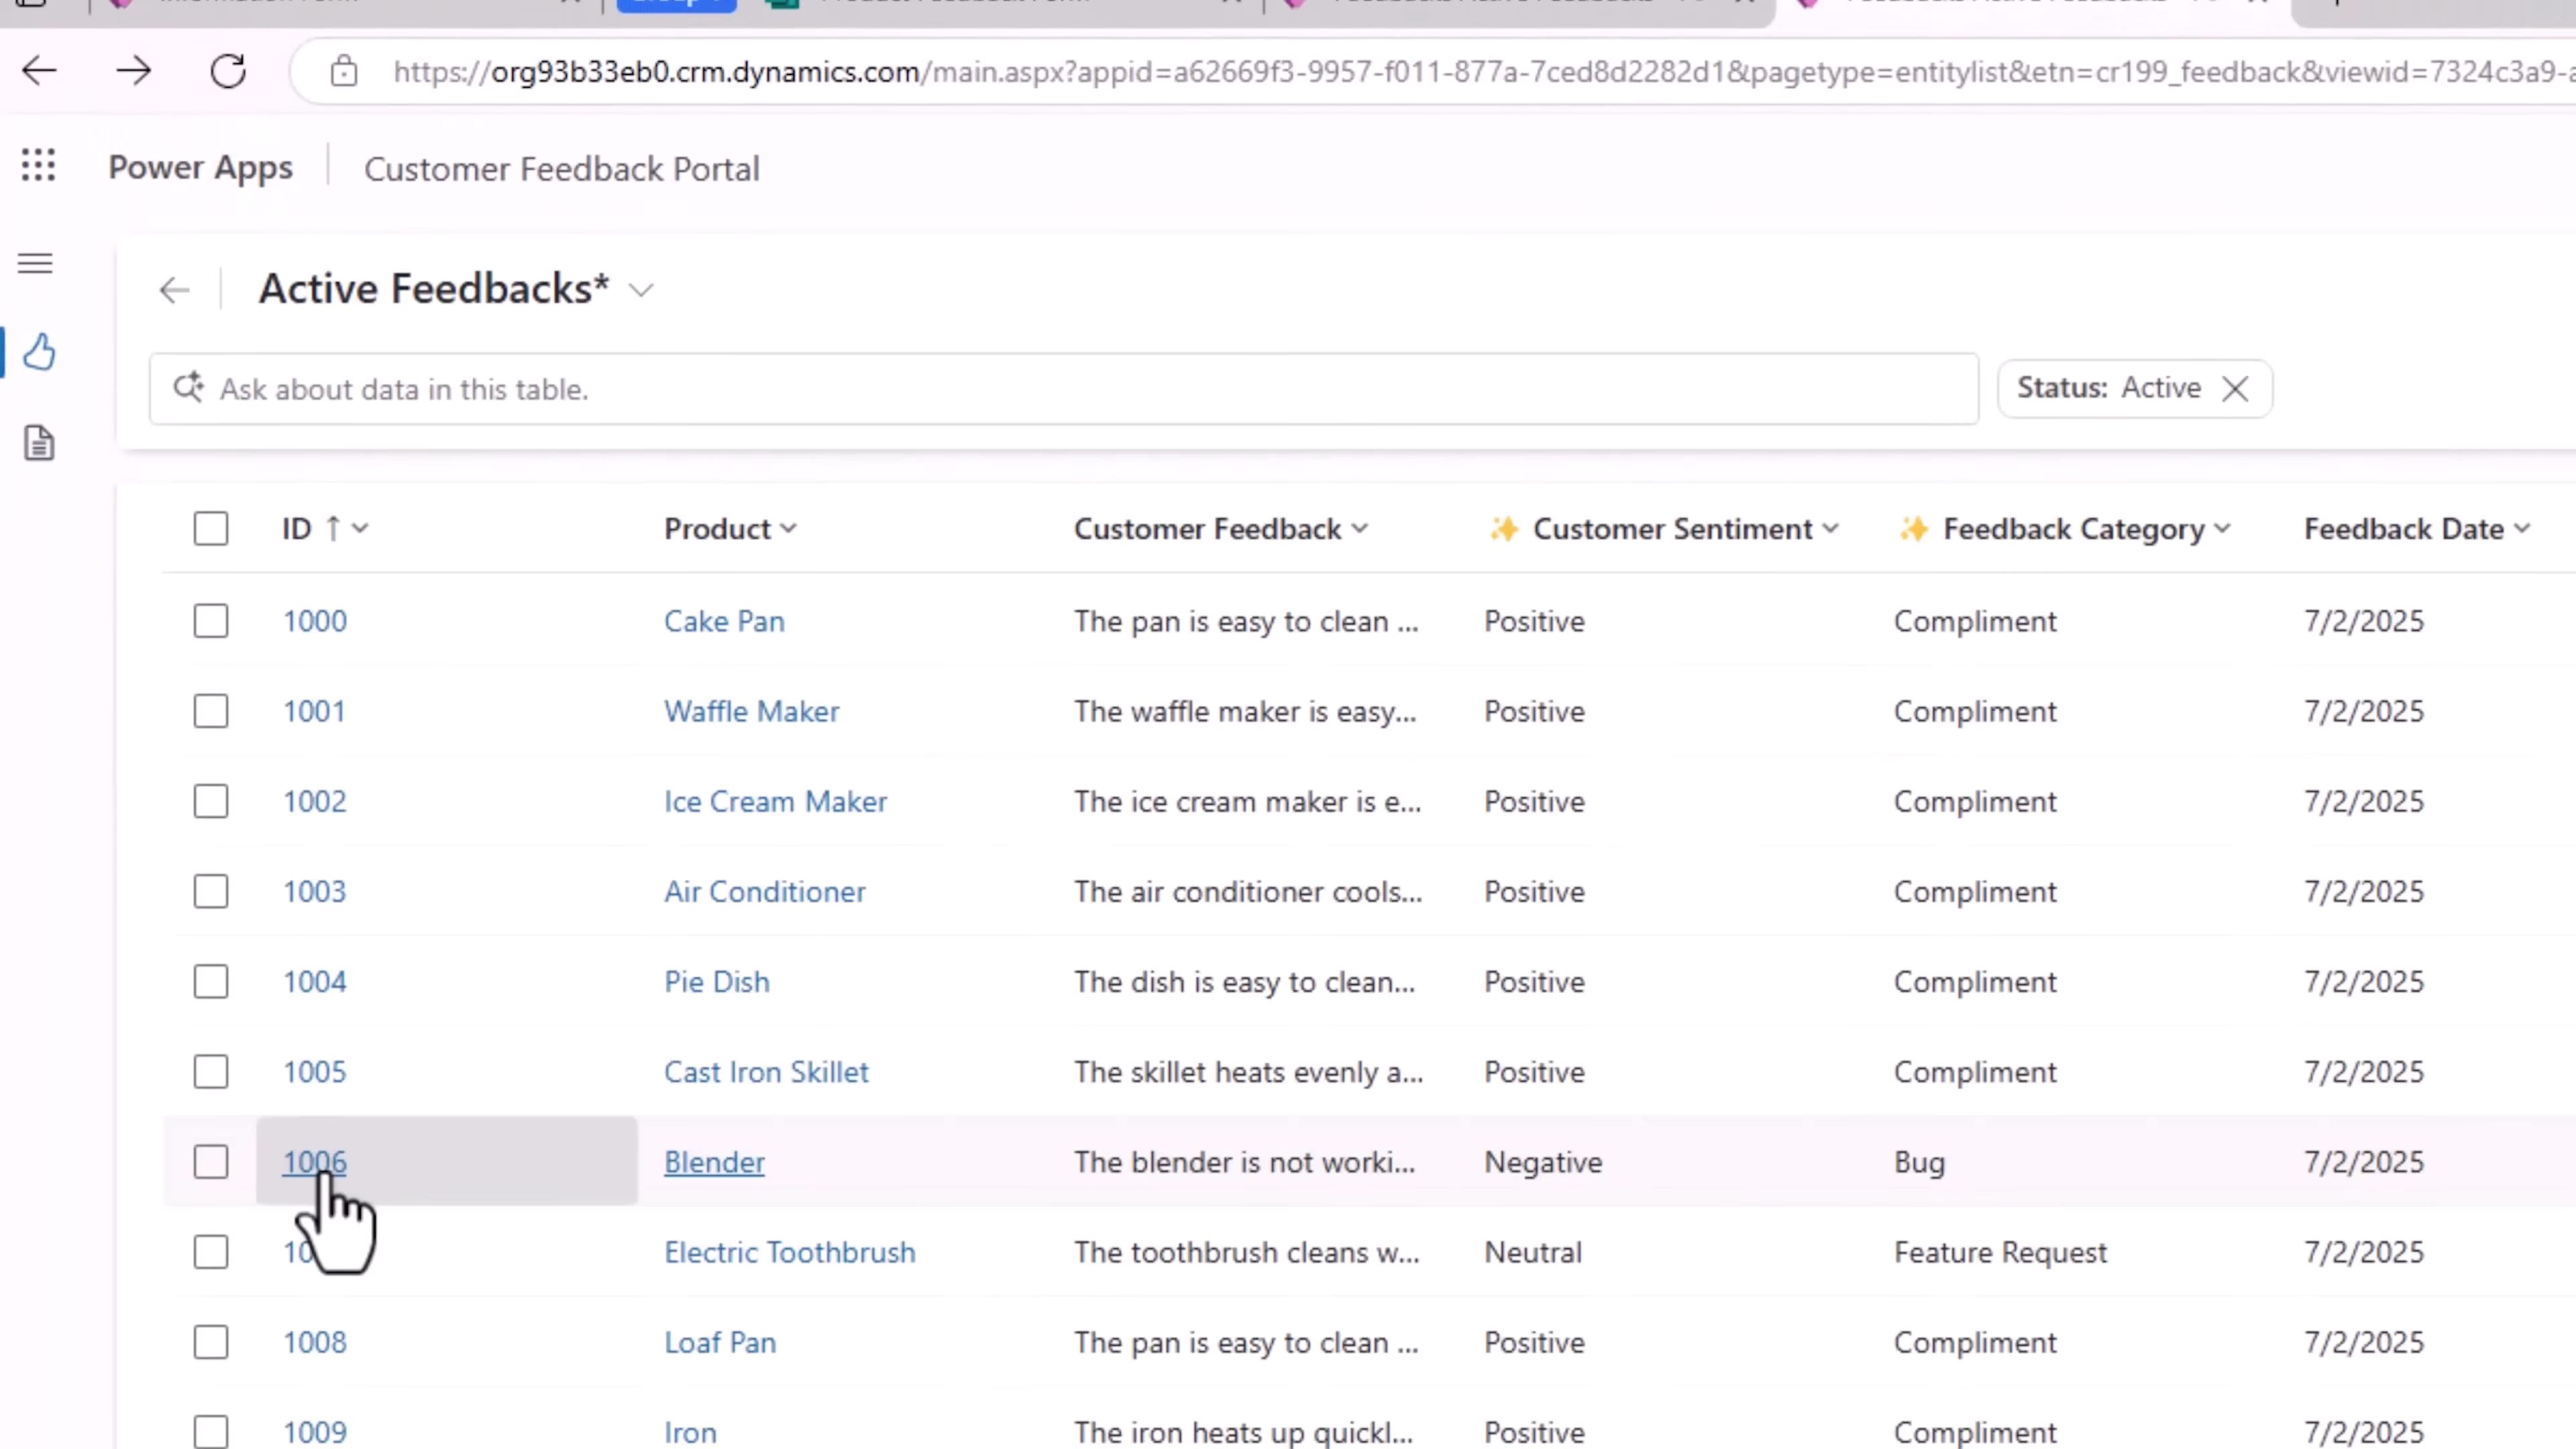 https://org93b33eb0.crm.dynamics.com/main.aspx?appid=a62669f3-9957-f011-877a-7ced8d2282d1&pagetype=entitylist&etn=cr199_feedback&viewid=7324c3a9-
Power Apps Customer Feedback Portal
Active Feedbacks*
Ask about data in this table. Status: Active
ID Product Customer Feedback Customer Sentiment Feedback Category Feedback Date
1000 Cake Pan The pan is easy to clean ... Positive Compliment 7/2/2025
1001 Waffle Maker The waffle maker is easy... Positive Compliment 7/2/2025
1002 Ice Cream Maker The ice cream maker is e... Positive Compliment 7/2/2025
1003 Air Conditioner The air conditioner cools... Positive Compliment 7/2/2025
1004 Pie Dish The dish is easy to clean... Positive Compliment 7/2/2025
1005 Cast Iron Skillet The skillet heats evenly a... Positive Compliment 7/2/2025
1006 Blender The blender is not worki... Negative Bug 7/2/2025
Electric Toothbrush The toothbrush cleans w... Neutral Feature Request 7/2/2025
1008 Loaf Pan The pan is easy to clean ... Positive Compliment 7/2/2025
1009 Iron The iron heats up quickl... Positive Compliment 7/2/2025